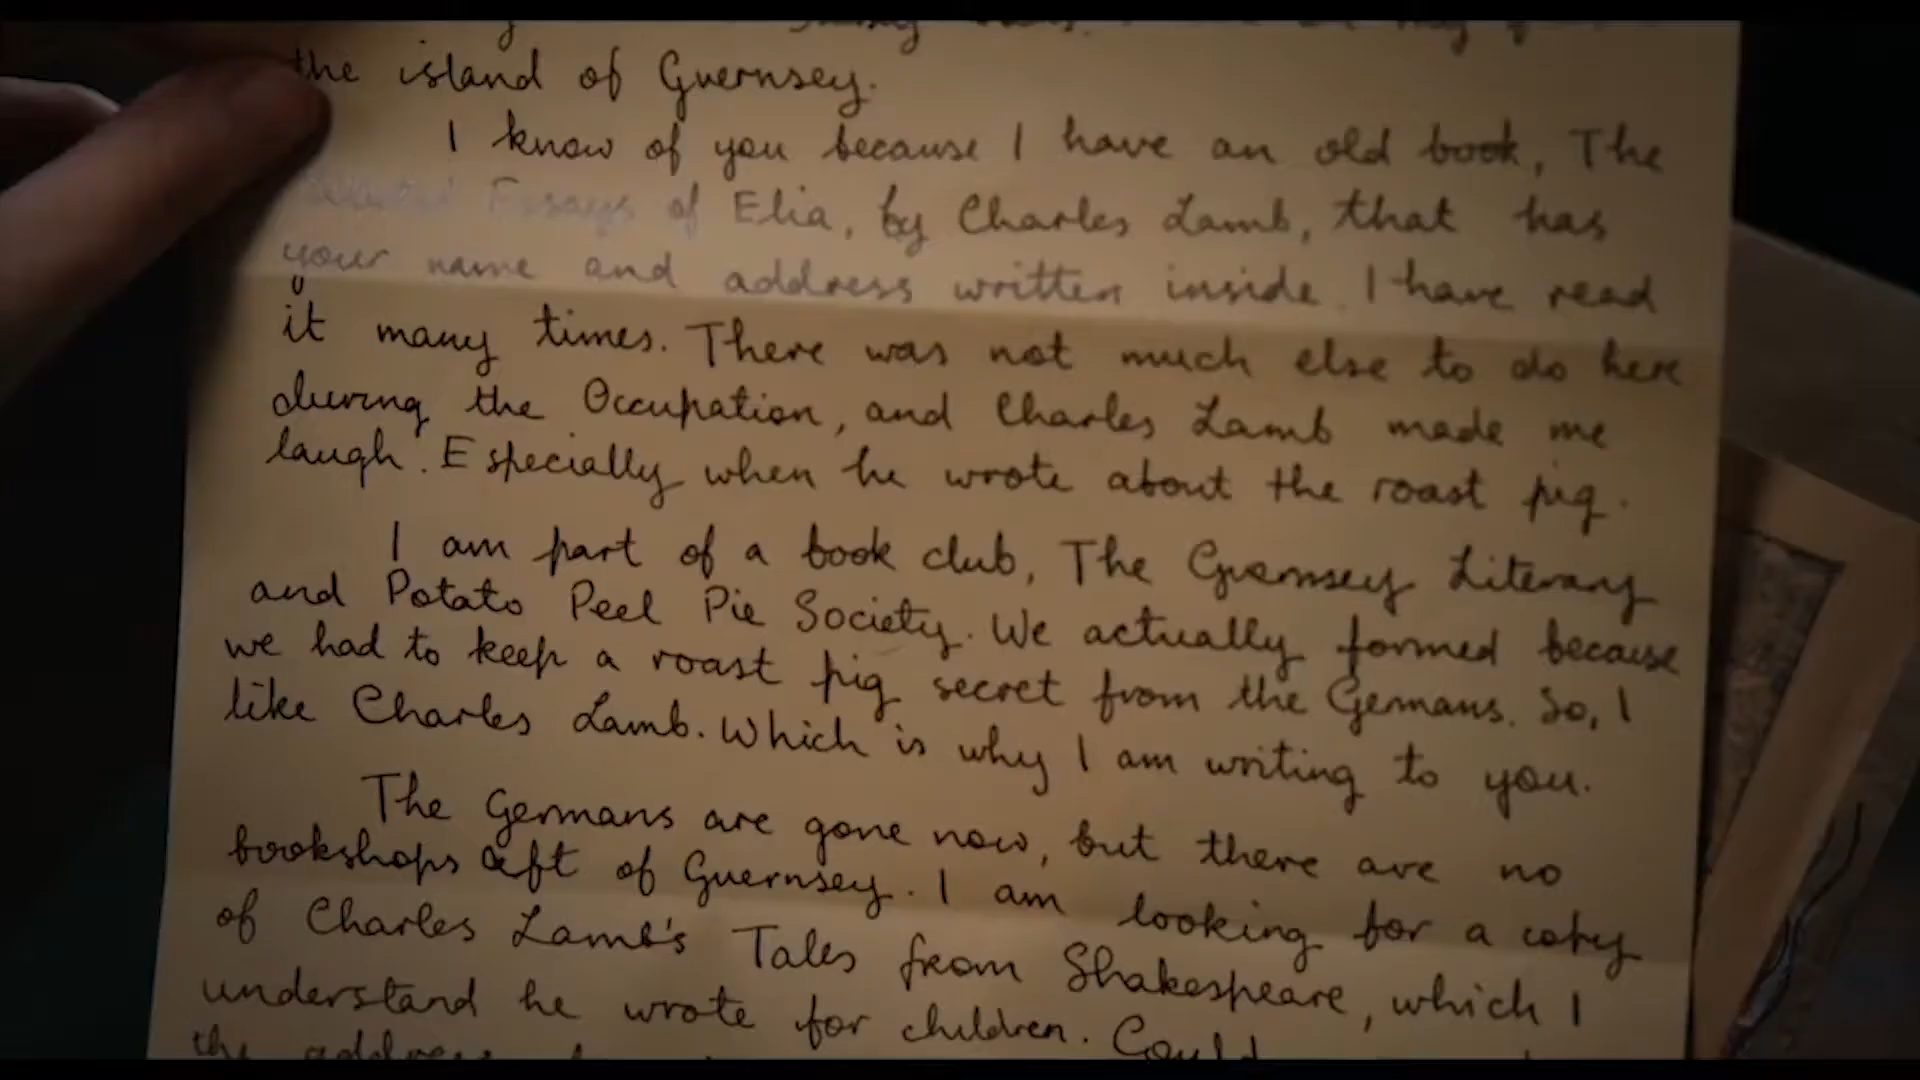 the island of Guernsey.
I know of you because I have an old book, The
Essays of Elia, by Charles Lamb, that has
your name and address written inside. I have read
it many times. There was not much else to do here
during the Occupation, and Charles Lamb made me
laugh. Especially when he wrote about the roast pig.
I am part of a book club, The Guernsey Literary
and Potato Peel Pie Society. We actually formed because
we had to keep a roast pig secret from the Germans. So, I
like Charles Lamb. Which is why I am writing to you.
The Germans are gone now, but there are no
bookshops left of Guernsey. I am looking for a copy
of Charles Lamb's Tales from Shakespeare, which I
understand he wrote for children. Could
the address